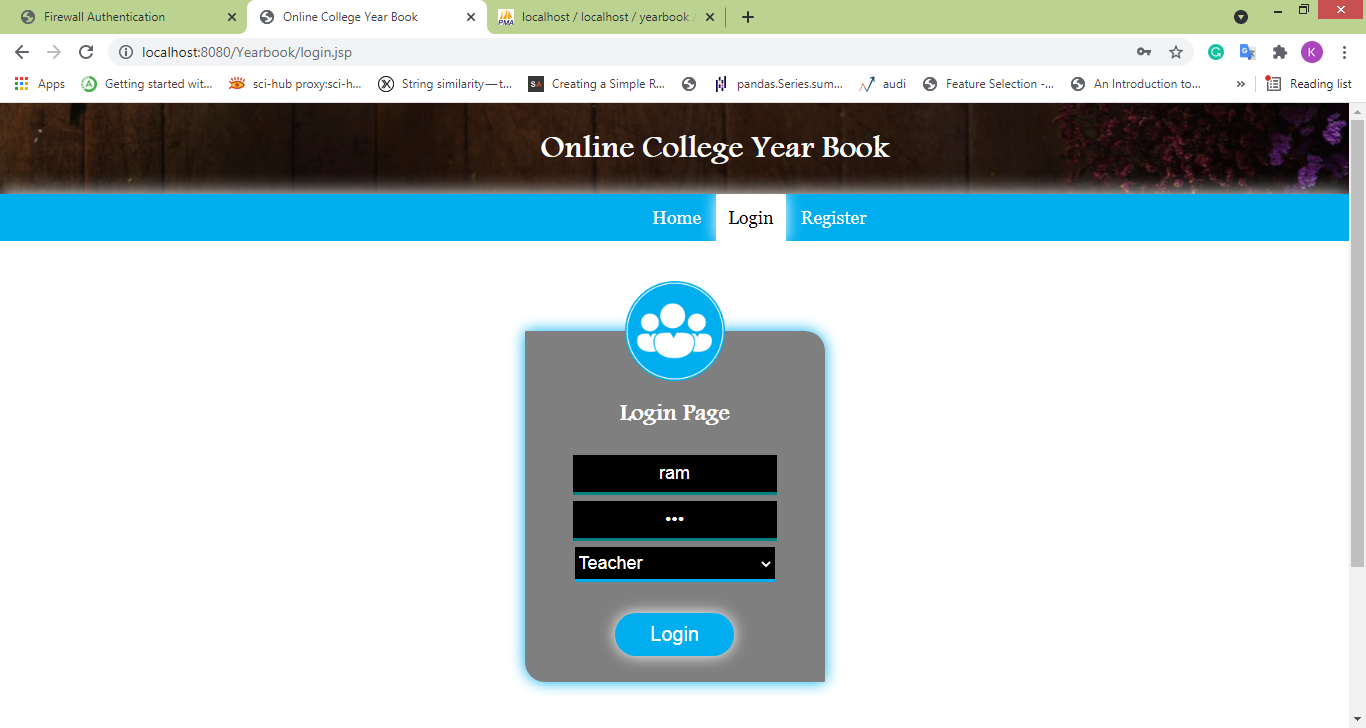 Firewall Authentication
Online College Year Book
PMA
localhost / localhost / yearbook /
localhost:8080/Yearbook/login.jsp
K
Apps
Getting started wit...
sci-hub proxy:sci-h...
String similarity — t...
SA
Creating a Simple R...
pandas.Series.sum...
audi
Feature Selection -...
An Introduction to...
»
Reading list
Online College Year Book
Home
Login
Register
Login Page
ram
•••
Teacher
Login